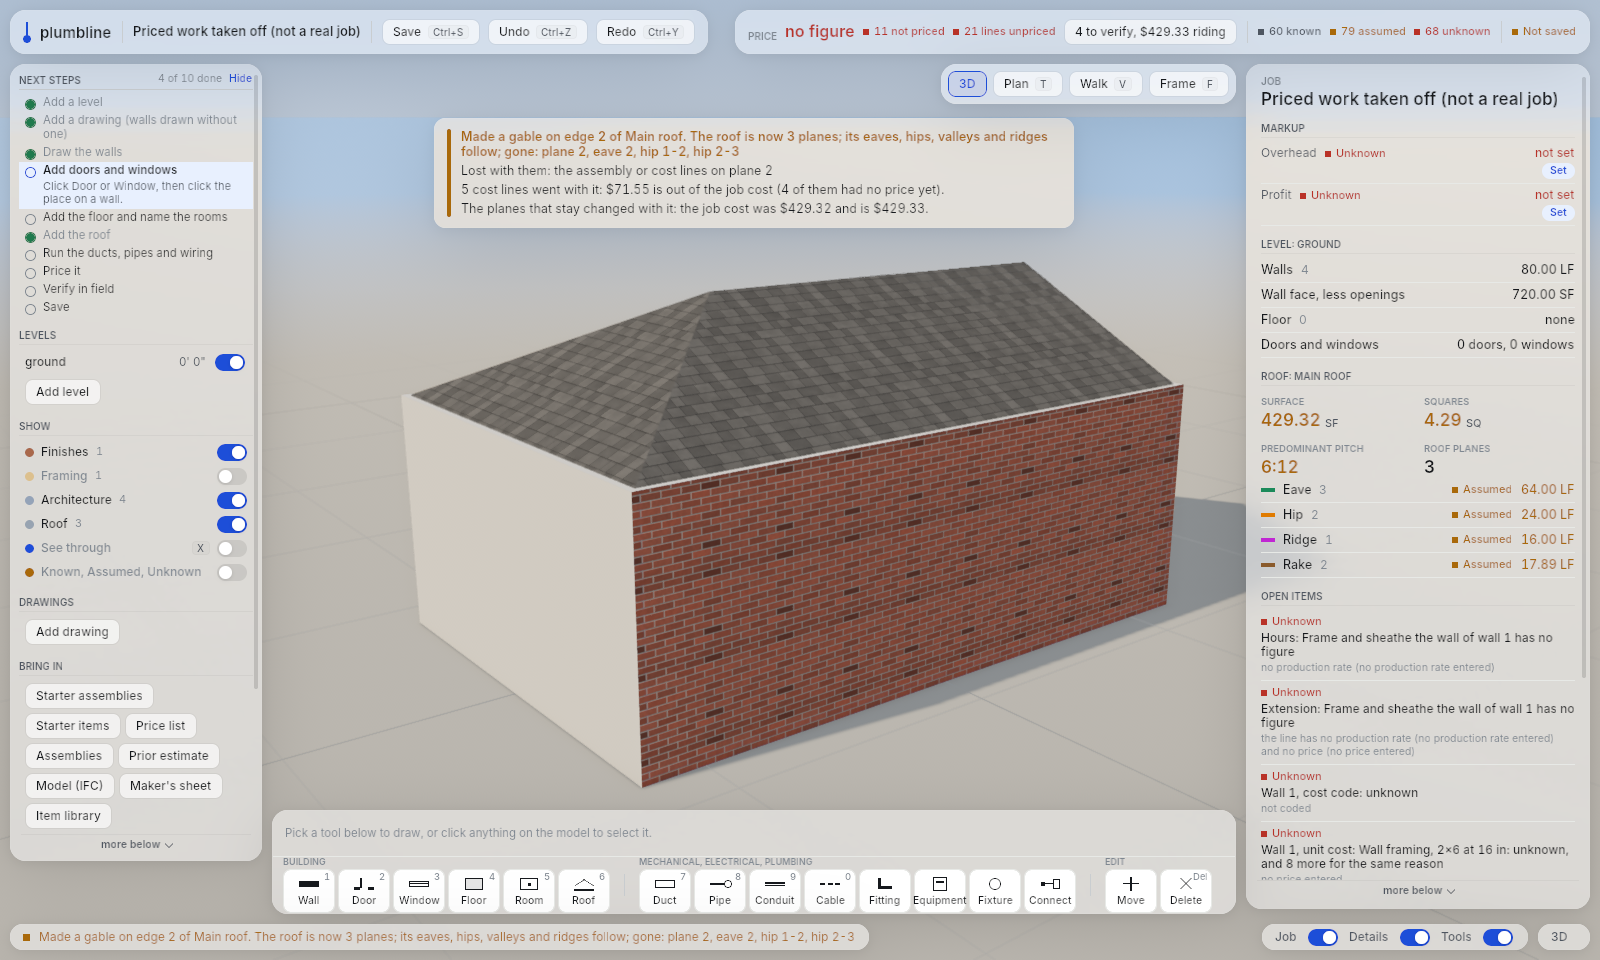 plumbline
Priced work taken off (not a real job)
Save Ctrl+S
Undo Ctrl+Z
Redo Ctrl+Y
PRICE no figure
11 not priced
21 lines unpriced
4 to verify, $429.33 riding
60 known
79 assumed
68 unknown
Not saved
NEXT STEPS 4 of 10 done Hide
Add a level
Add a drawing (walls drawn without
one)
Draw the walls
Add doors and windows
Click Door or Window, then click the
place on a wall.
Add the floor and name the rooms
Add the roof
Run the ducts, pipes and wiring
Price it
Verify in field
Save
LEVELS
ground 0' 0"
Add level
SHOW
Finishes 1
Framing 1
Architecture 4
Roof 3
See through X
Known, Assumed, Unknown
DRAWINGS
Add drawing
BRING IN
Starter assemblies
Starter items
Price list
Assemblies
Prior estimate
Model (IFC)
Maker's sheet
Item library
more below
3D
Plan T
Walk V
Frame F
Made a gable on edge 2 of Main roof. The roof is now 3 planes; its eaves, hips, valleys and ridges
follow; gone: plane 2, eave 2, hip 1-2, hip 2-3
Lost with them: the assembly or cost lines on plane 2
5 cost lines went with it: $71.55 is out of the job cost (4 of them had no price yet).
The planes that stay changed with it: the job cost was $429.32 and is $429.33.
Pick a tool below to draw, or click anything on the model to select it.
BUILDING
Wall 1
Door 2
Window 3
Floor 4
Room 5
Roof 6
MECHANICAL, ELECTRICAL, PLUMBING
Duct 7
Pipe 8
Conduit 9
Cable 0
Fitting
Equipment
Fixture
Connect
EDIT
Move
Delete Del
JOB
Priced work taken off (not a real job)
MARKUP
Overhead Unknown not set
Set
Profit Unknown not set
Set
LEVEL: GROUND
Walls 4 80.00 LF
Wall face, less openings 720.00 SF
Floor 0 none
Doors and windows 0 doors, 0 windows
ROOF: MAIN ROOF
SURFACE SQUARES
429.32 SF 4.29 SQ
PREDOMINANT PITCH ROOF PLANES
6:12 3
Eave 3 Assumed 64.00 LF
Hip 2 Assumed 24.00 LF
Ridge 1 Assumed 16.00 LF
Rake 2 Assumed 17.89 LF
OPEN ITEMS
Unknown
Hours: Frame and sheathe the wall of wall 1 has no
figure
no production rate (no production rate entered)
Unknown
Extension: Frame and sheathe the wall of wall 1 has no
figure
the line has no production rate (no production rate entered)
and no price (no price entered)
Unknown
Wall 1, cost code: unknown
not coded
Unknown
Wall 1, unit cost: Wall framing, 2×6 at 16 in: unknown,
and 8 more for the same reason
no price entered
more below
Made a gable on edge 2 of Main roof. The roof is now 3 planes; its eaves, hips, valleys and ridges follow; gone: plane 2, eave 2, hip 1-2, hip 2-3
Job
Details
Tools
3D